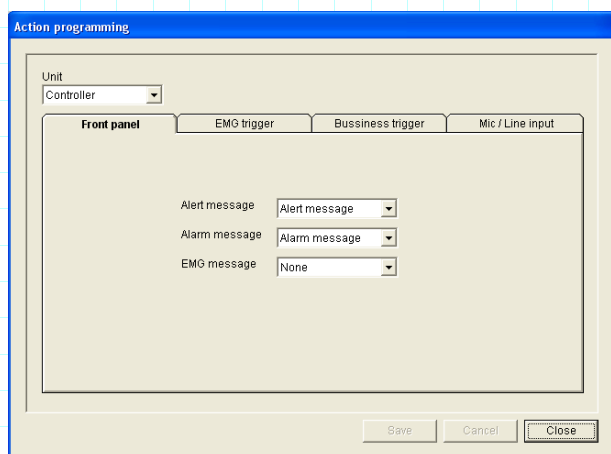 Action programming
Unit
Controller
Front panel EMG trigger Bussiness trigger Mic / Line input
Alert message Alert message
Alarm message Alarm message
EMG message None
Save Cancel Close